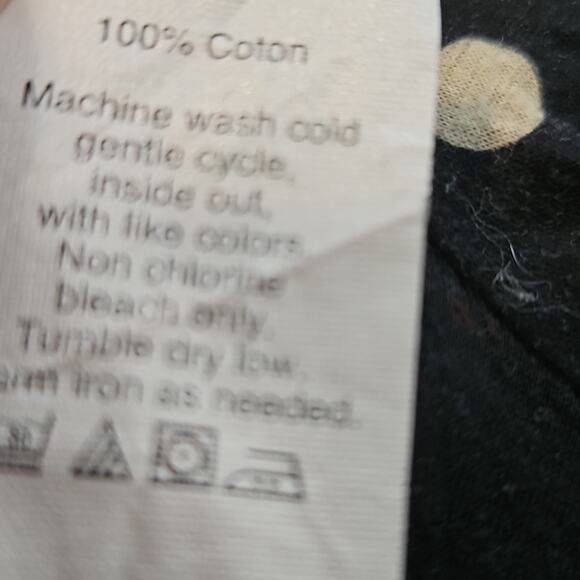 100% Coton
Machine wash cold
gentle cycle,
inside out,
with like colors.
Non chlorine
bleach only.
Tumble dry low.
iron as needed.